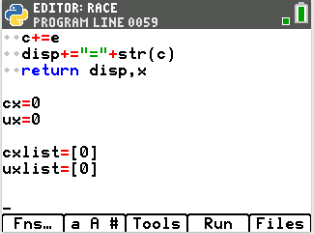 EDITOR: RACE
PROGRAM LINE 0059
c+=e
disp+="="+str(c)
return disp,x
cx=0
ux=0
cxlist=[0]
uxlist=[0]
_
Fns… a A # Tools Run Files